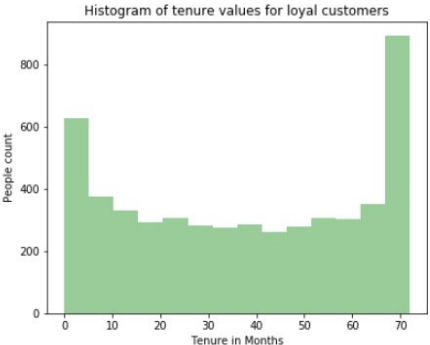 Histogram of tenure values for loyal customers
People count
800
600
400
200
0
0 10 20 30 40 50 60 70
Tenure in Months